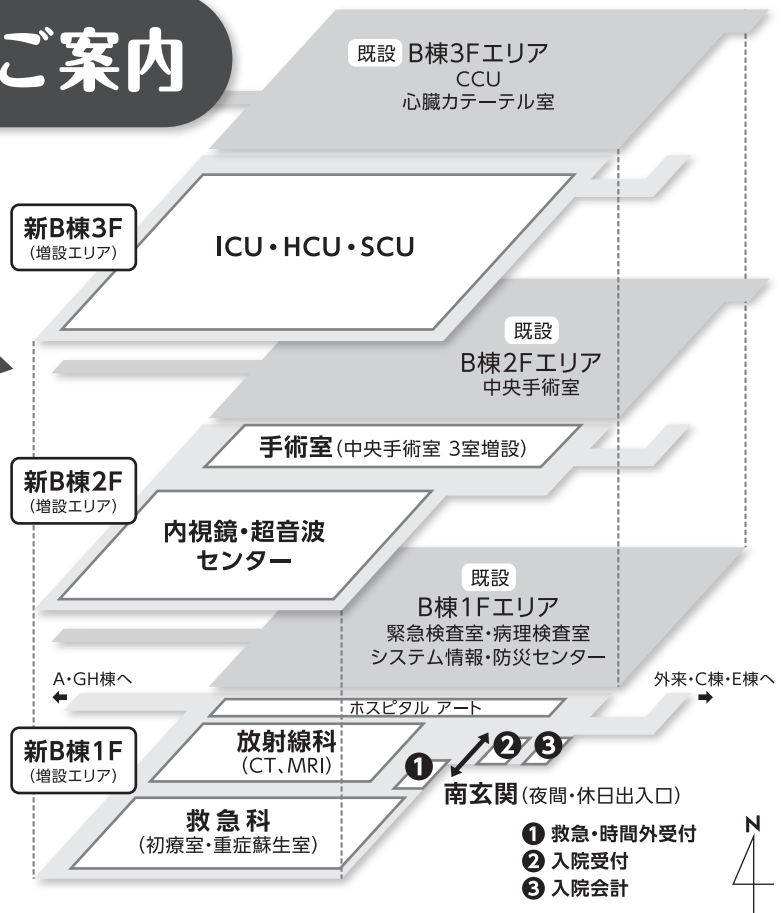 ご案内
既設 B棟3Fエリア
CCU
心臓カテーテル室
新B棟3F
(増設エリア)
ICU・HCU・SCU
既設
B棟2Fエリア
中央手術室
手術室(中央手術室 3室増設)
新B棟2F
(増設エリア)
内視鏡・超音波
センター
既設
B棟1Fエリア
緊急検査室・病理検査室
システム情報・防災センター
A・GH棟へ
外来・C棟・E棟へ
ホスピタル アート
新B棟1F
(増設エリア)
放射線科
(CT、MRI)
❶
❷
❸
南玄関(夜間・休日出入口)
救急科
(初療室・重症蘇生室)
❶ 救急・時間外受付
❷ 入院受付
❸ 入院会計
N